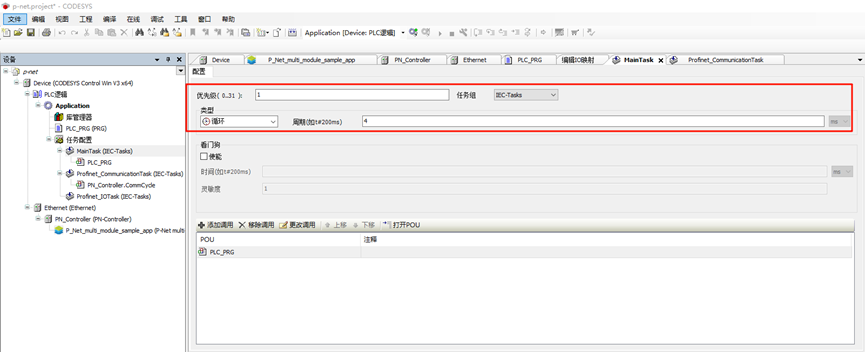 p-net.project* - CODESYS
文件 编辑 视图 工程 编译 在线 调试 工具 窗口 帮助
Application [Device: PLC逻辑]
设备
Device P_Net_multi_module_sample_app PN_Controller Ethernet PLC_PRG 编辑IO映射 MainTask Profinet_CommunicationTask
配置
p-net
Device (CODESYS Control Win V3 x64)
PLC逻辑
Application
库管理器
PLC_PRG (PRG)
任务配置
MainTask (IEC-Tasks)
PLC_PRG
Profinet_CommunicationTask (IEC-Tasks)
PN_Controller.CommCycle
Profinet_IOTask (IEC-Tasks)
Ethernet (Ethernet)
PN_Controller (PN-Controller)
P_Net_multi_module_sample_app (P-Net multi
优先级( 0..31 ): 1 任务组 IEC-Tasks
类型
循环 周期(如t#200ms) 4 ms
看门狗
使能
时间(如t#200ms) ms
灵敏度 1
添加调用 移除调用 更改调用 上移 下移 打开POU
POU 注释
PLC_PRG